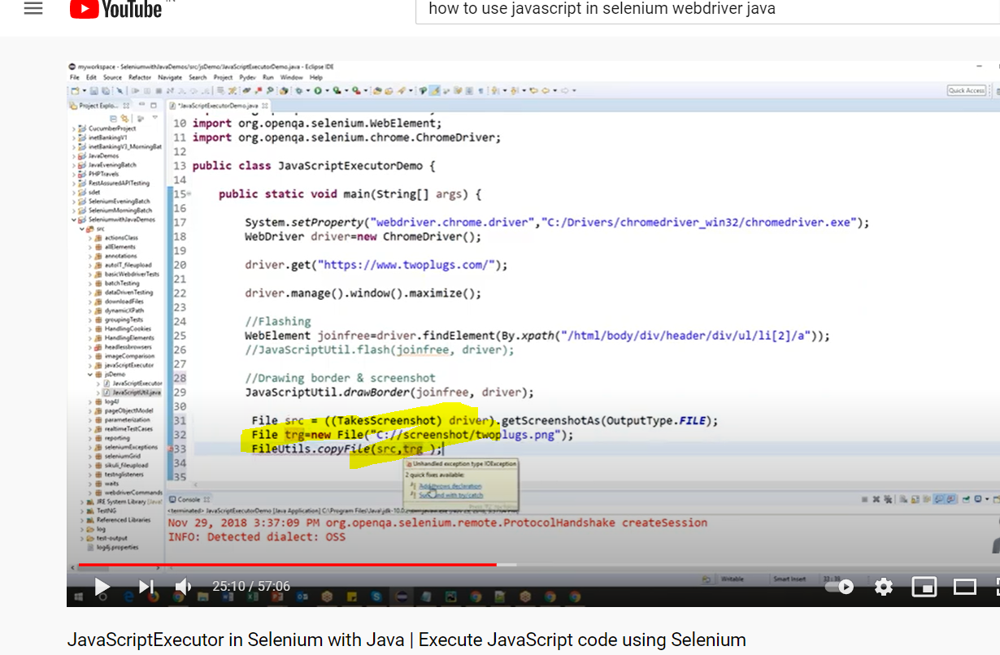 YouTube
how to use javascript in selenium webdriver java
myworkspace - SeleniumwithJavaDemos/src/jsDemo/JavaScriptExecutorDemo.java - Eclipse IDE
File Edit Source Refactor Navigate Search Project Pydev Run Window Help
Quick Access
Project Explo...
*JavaScriptExecutorDemo.java
CucumberProject
inetBankingV1
inetBankingV3_MorningBat
JavaDemos
JavaEveningBatch
PHPTravels
RestAssuredAPITesting
sdet
SeleniumEveningBatch
SeleniumMorningBatch
SeleniumwithJavaDemos
src
actionsClass
allElements
annotations
autoIT_fileupload
basicWebdriverTests
batchTesting
dataDrivenTesting
downloadFiles
dynamicXPath
groupingTests
HandlingCookies
HandlingElements
headlessbrowsers
imageComparison
javaScriptExecutor
jsDemo
JavaScriptExecutor
JavaScriptUtil.java
log4J
pageObjectModel
parameterization
realtimeTestCases
reporting
seleniumExceptions
seleniumGrid
sikuli_fileupload
testnglisteners
waits
webdriverCommands
JRE System Library [Java
TestNG
Referenced Libraries
log
test-output
log4j.properties
10 import org.openqa.selenium.WebElement;
11 import org.openqa.selenium.chrome.ChromeDriver;
12
13 public class JavaScriptExecutorDemo {
14
15 public static void main(String[] args) {
16
17 System.setProperty("webdriver.chrome.driver","C:/Drivers/chromedriver_win32/chromedriver.exe");
18 WebDriver driver=new ChromeDriver();
19
20 driver.get("https://www.twoplugs.com/");
21
22 driver.manage().window().maximize();
23
24 //Flashing
25 WebElement joinfree=driver.findElement(By.xpath("/html/body/div/header/div/ul/li[2]/a"));
26 //JavaScriptUtil.flash(joinfree, driver);
27
28 //Drawing border & screenshot
29 JavaScriptUtil.drawBorder(joinfree, driver);
30
31 File src = ((TakesScreenshot) driver).getScreenshotAs(OutputType.FILE);
32 File trg=new File("C://screenshot/twoplugs.png");
33 FileUtils.copyFile(src,trg );
34
35
Unhandled exception type IOException
2 quick fixes available:
Add throws declaration
Surround with try/catch
Console
<terminated> JavaScriptExecutorDemo [Java Application] C:\Program Files\Java\jdk-10.0.2
Nov 29, 2018 3:37:09 PM org.openqa.selenium.remote.ProtocolHandshake createSession
INFO: Detected dialect: OSS
Writable
Smart Insert
25:10 / 57:06
JavaScriptExecutor in Selenium with Java | Execute JavaScript code using Selenium